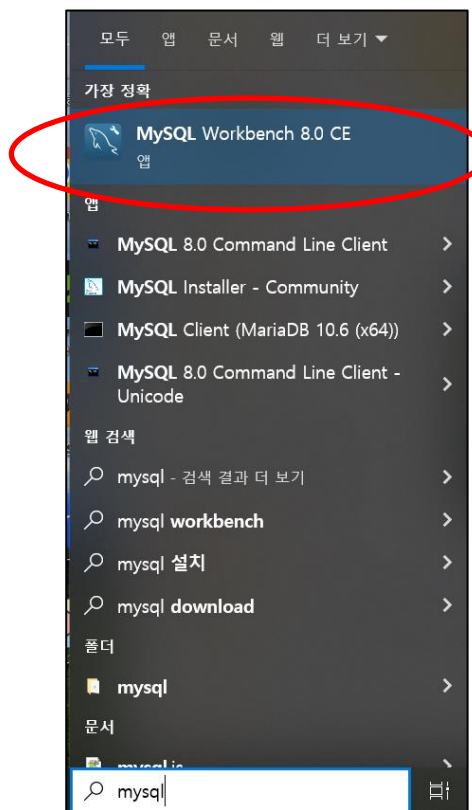 모두 앱 문서 웹 더 보기
가장 정확
MySQL Workbench 8.0 CE
앱
앱
MySQL 8.0 Command Line Client
MySQL Installer - Community
MySQL Client (MariaDB 10.6 (x64))
MySQL 8.0 Command Line Client -
Unicode
웹 검색
mysql - 검색 결과 더 보기
mysql workbench
mysql 설치
mysql download
폴더
mysql
문서
mysql.js
mysql